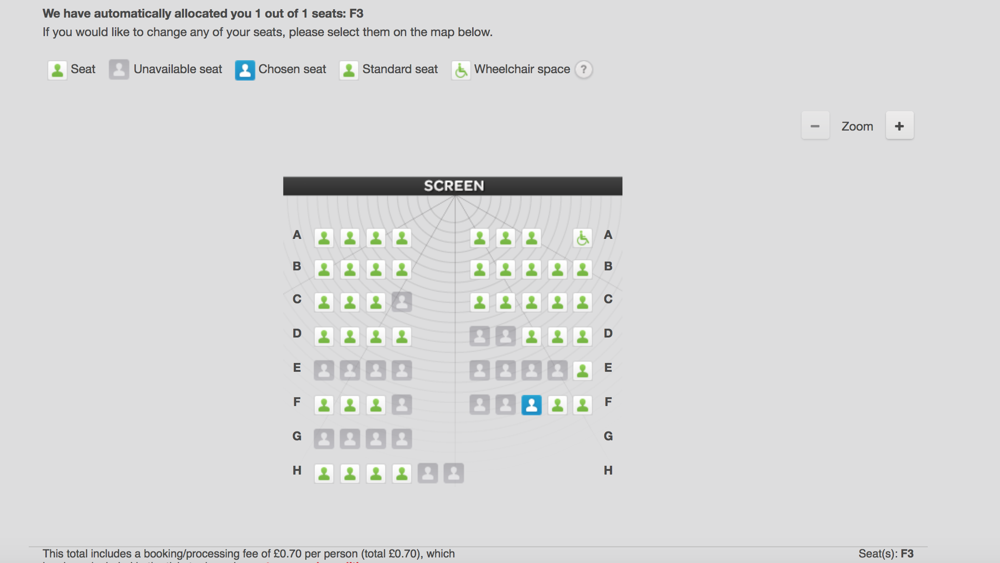 We have automatically allocated you 1 out of 1 seats: F3
If you would like to change any of your seats, please select them on the map below.
Seat Unavailable seat Chosen seat Standard seat Wheelchair space ?
− Zoom +
SCREEN
A A
B B
C C
D D
E E
F F
G G
H H
This total includes a booking/processing fee of £0.70 per person (total £0.70), which
Seat(s): F3